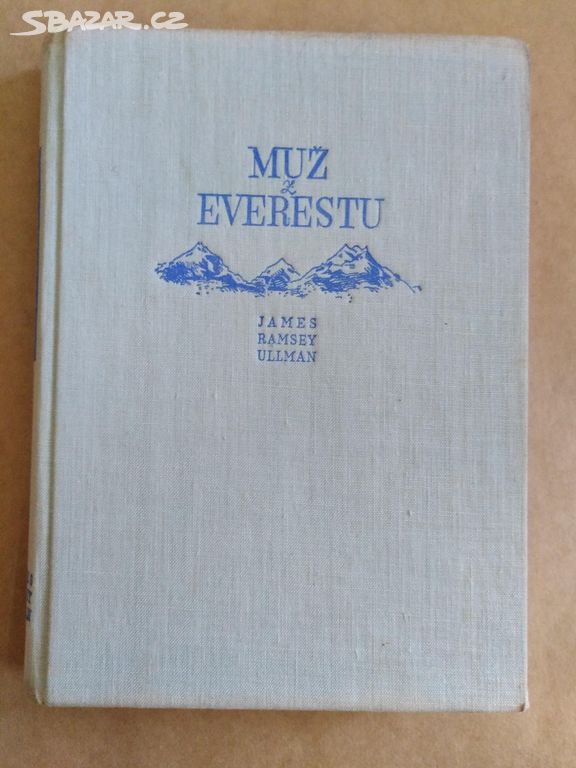 SBAZAR.CZ
MUŽ
z
EVERESTU
JAMES
RAMSEY
ULLMAN